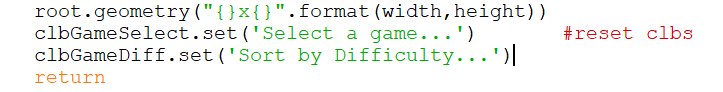 root.geometry("{}x{}".format(width,height))
clbGameSelect.set('Select a game...')       #reset clbs
clbGameDiff.set('Sort by Difficulty...')
return